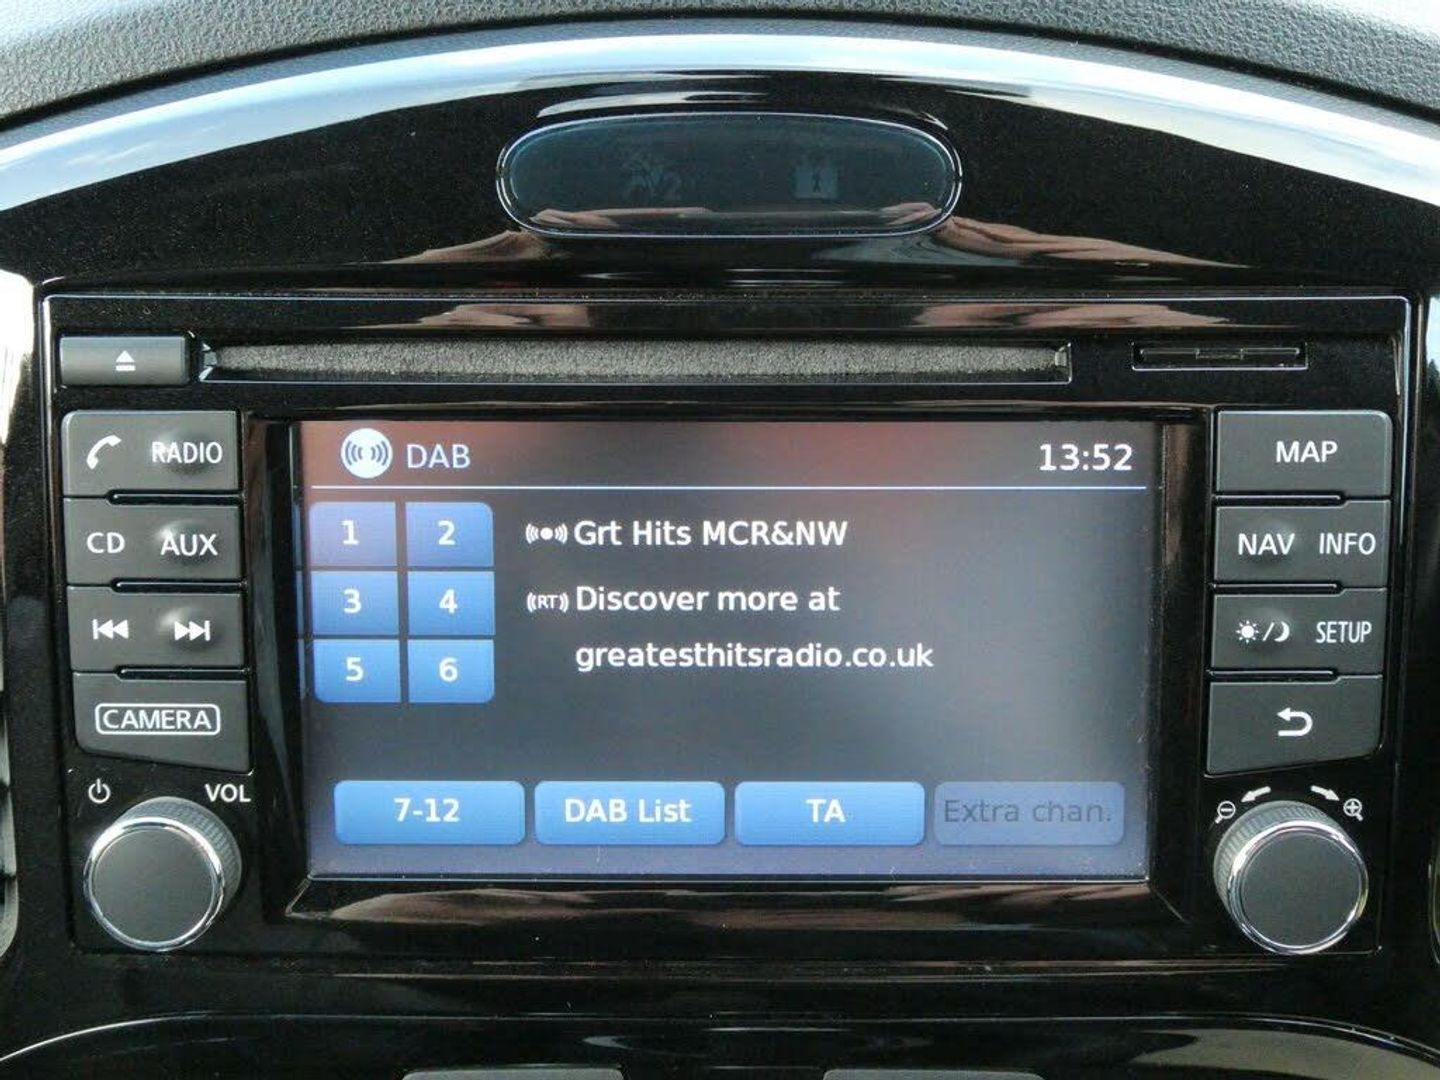 RADIO
CD AUX
CAMERA
VOL
DAB 13:52
1 2
3 4
5 6
Grt Hits MCR&NW
RT Discover more at
greatesthitsradio.co.uk
7-12 DAB List TA Extra chan.
MAP
NAV INFO
SETUP